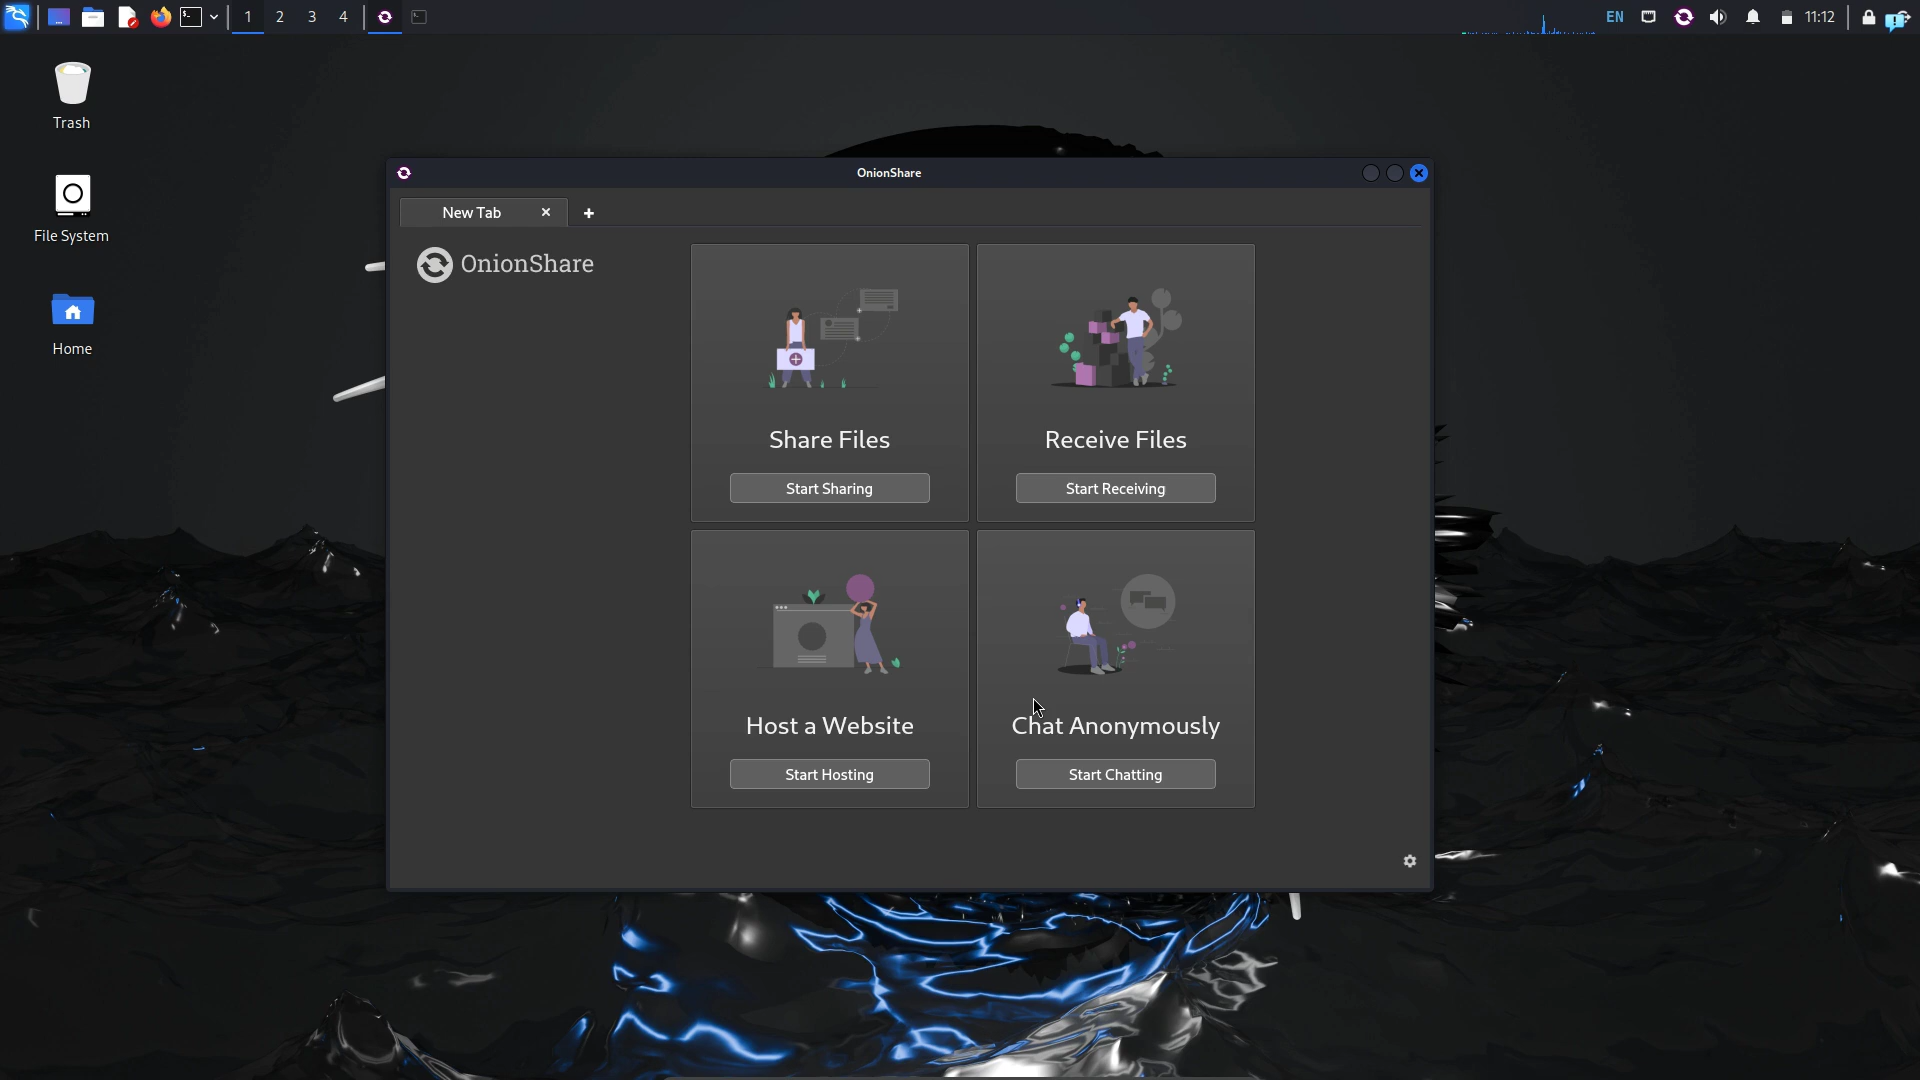 1 2 3 4
EN 11:12
Trash
File System
Home
OnionShare
New Tab
OnionShare
Share Files
Start Sharing
Receive Files
Start Receiving
Host a Website
Start Hosting
Chat Anonymously
Start Chatting